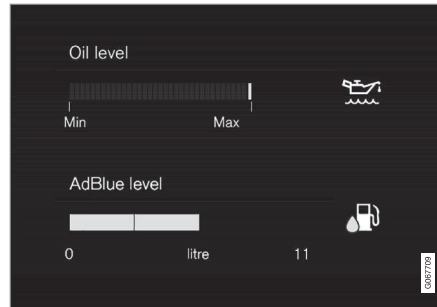 Oil level
Min Max
AdBlue level
0 litre 11
G067709